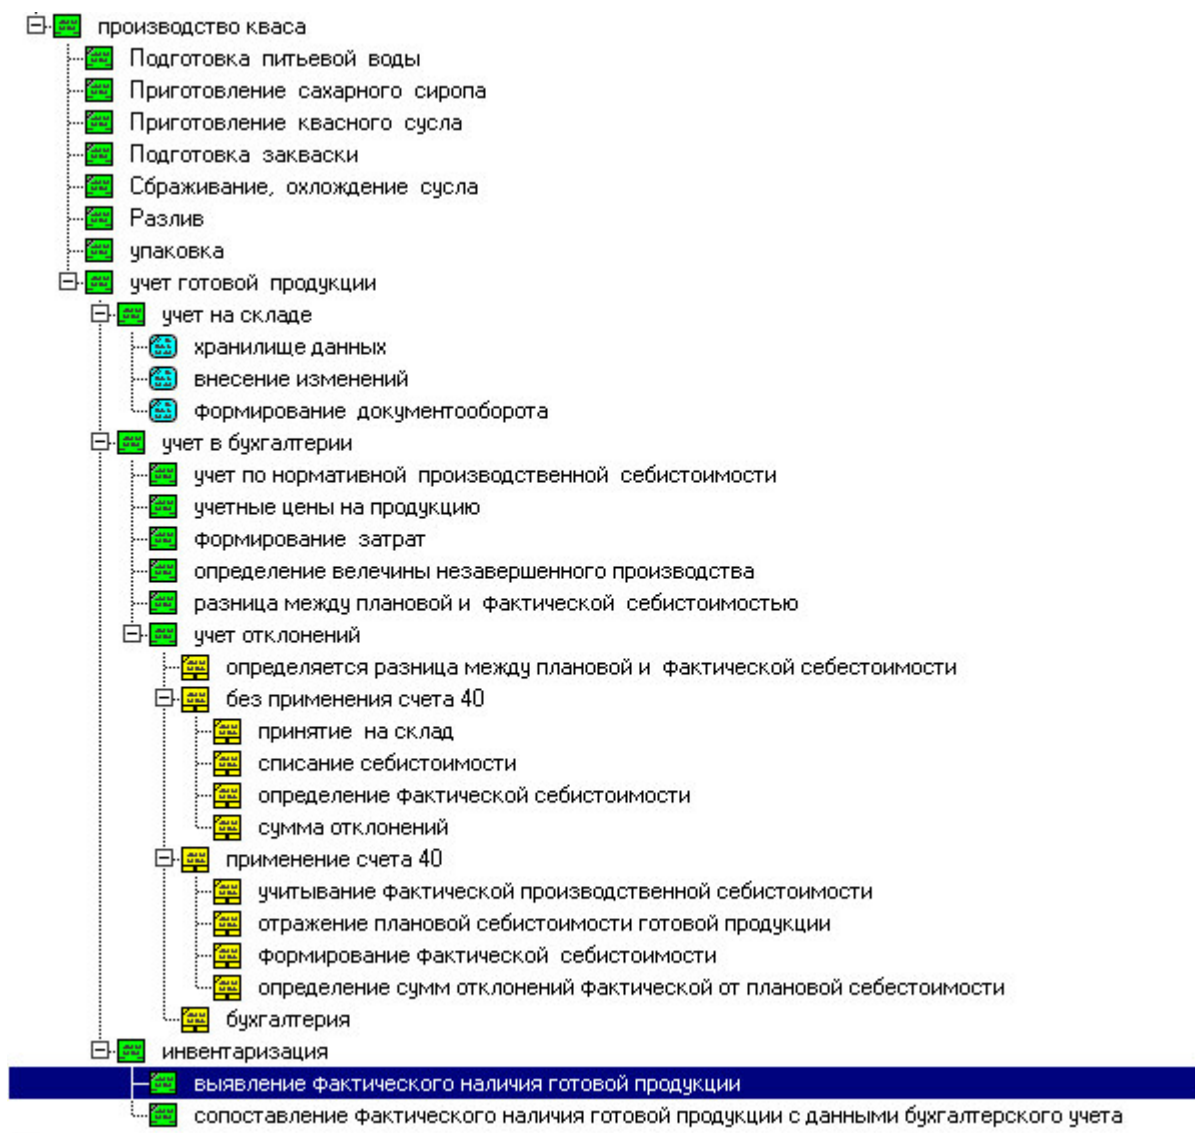 производство кваса
Подготовка питьевой воды
Приготовление сахарного сиропа
Приготовление квасного сусла
Подготовка закваски
Сбраживание, охлождение сусла
Разлив
упаковка
учет готовой продукции
учет на складе
хранилище данных
внесение изменений
формирование документооборота
учет в бухгалтерии
учет по нормативной производственной себистоимости
учетные цены на продукцию
формирование затрат
определение велечины незавершенного производства
разница между плановой и фактической себистоимостью
учет отклонений
определяется разница между плановой и фактической себестоимости
без применения счета 40
принятие на склад
списание себистоимости
определение фактической себистоимости
сумма отклонений
применение счета 40
учитывание фактической производственной себистоимости
отражение плановой себистоимости готовой продукции
формирование фактической себистоимости
определение сумм отклонений фактической от плановой себестоимости
бухгалтерия
инвентаризация
выявление фактического наличия готовой продукции
сопоставление фактического наличия готовой продукции с данными бухгалтерского учета